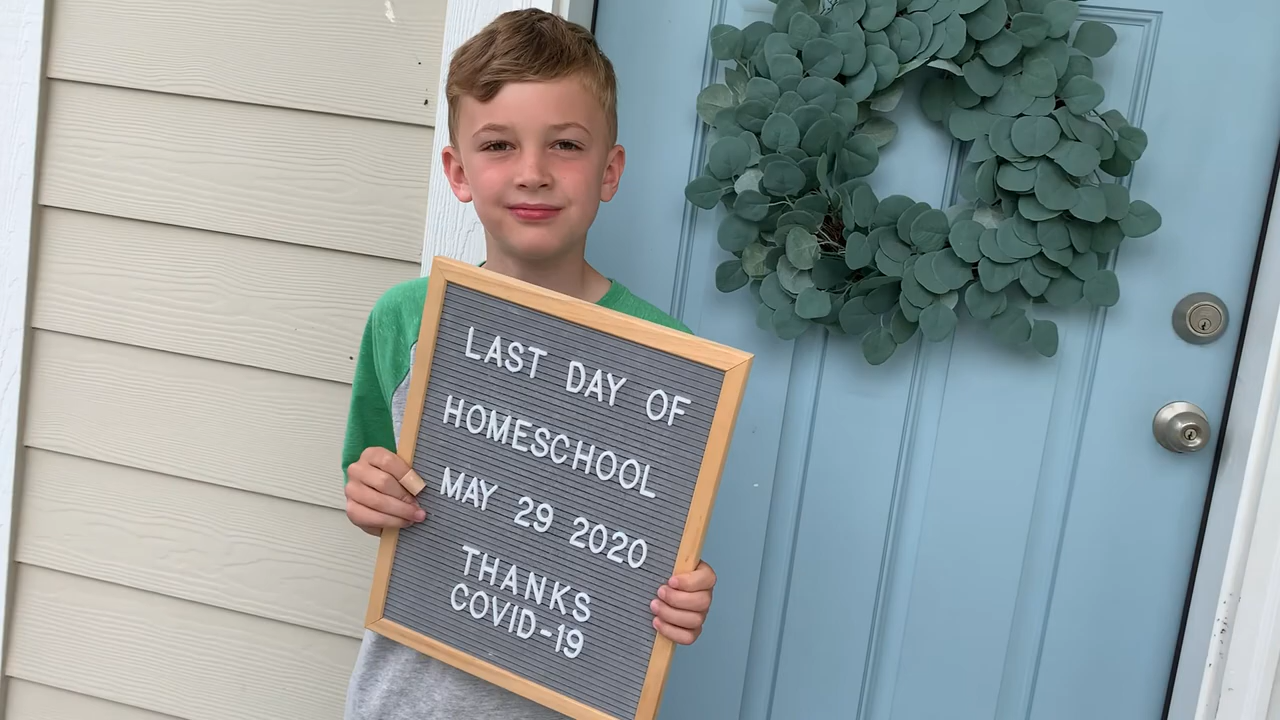 LAST DAY OF
HOMESCHOOL
MAY 29 2020
THANKS
COVID-19